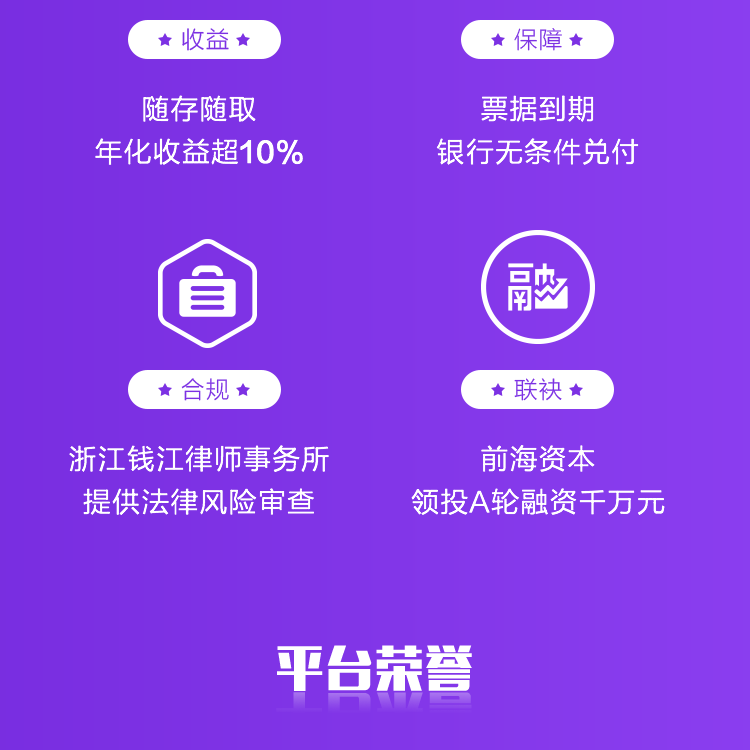 ★ 收益 ★
随存随取
年化收益超10%
★ 保障 ★
票据到期
银行无条件兑付
★ 合规 ★
浙江钱江律师事务所
提供法律风险审查
融
★ 联袂 ★
前海资本
领投A轮融资千万元
平台荣誉